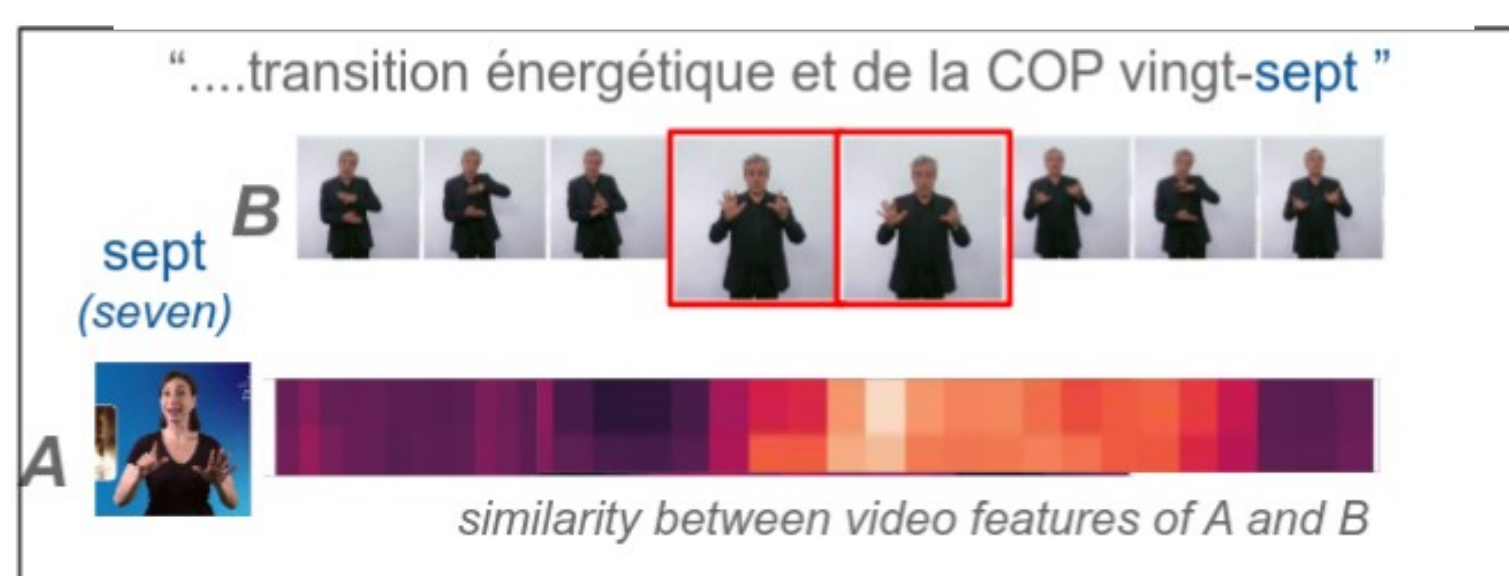 “....transition énergétique et de la COP vingt-sept ”
B
sept
(seven)
A
similarity between video features of A and B